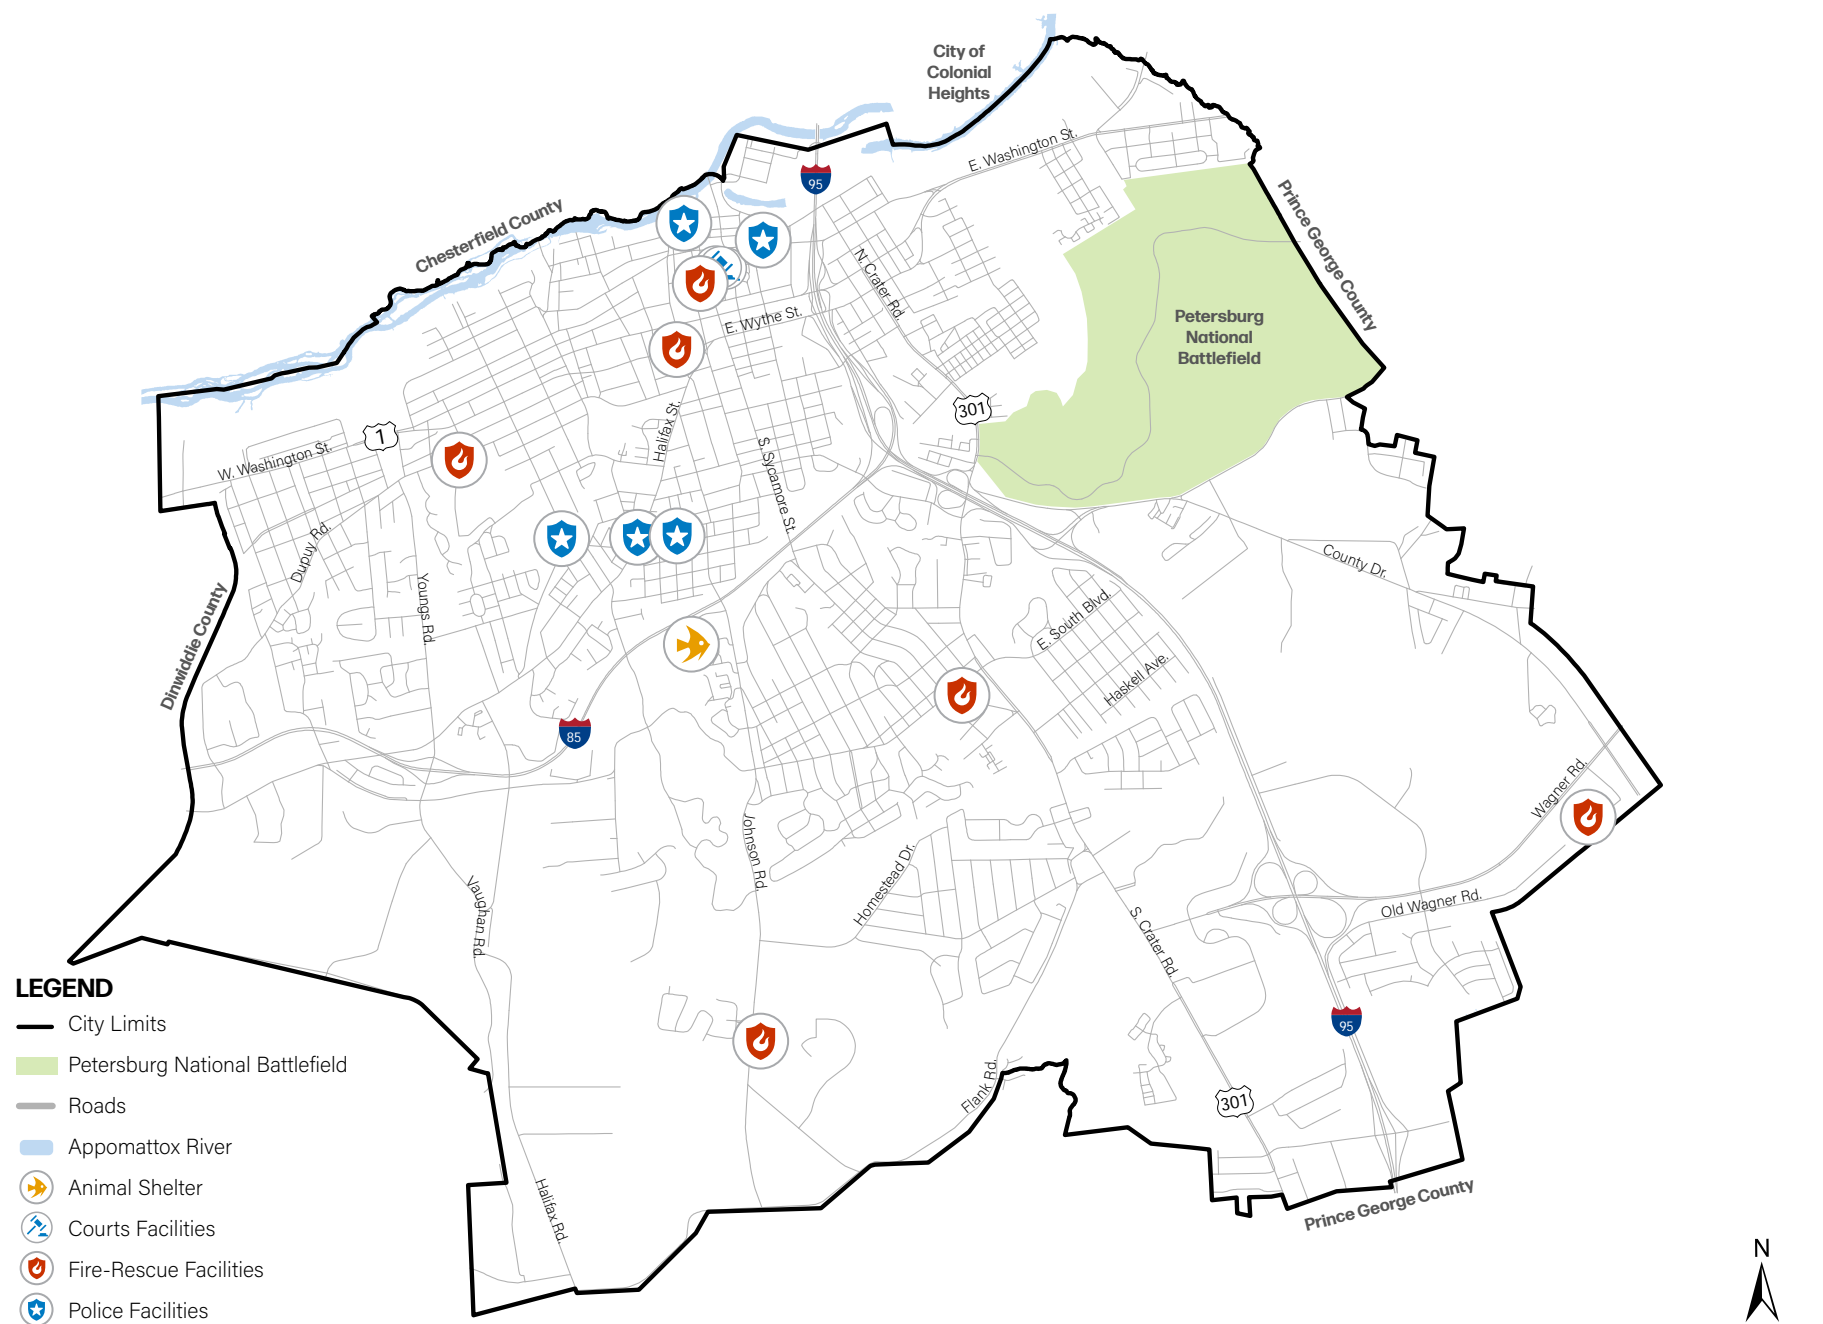 City of
Colonial
Heights
E. Washington St.
95
Chesterfield County
Prince George County
N. Crater Rd.
E. Wythe St.
Petersburg
National
Battlefield
301
1
Halifax St.
W. Washington St.
S. Sycamore St.
Dupuy Rd.
County Dr.
Youngs Rd.
Dinwiddie County
E. South Blvd.
Haskell Ave.
85
Wagner Rd.
Johnson Rd.
Homestead Dr.
Vaughan Rd.
Old Wagner Rd.
S. Crater Rd.
95
Flank Rd.
301
Halifax Rd.
Prince George County
LEGEND
City Limits
Petersburg National Battlefield
Roads
Appomattox River
Animal Shelter
Courts Facilities
Fire-Rescue Facilities
Police Facilities
N